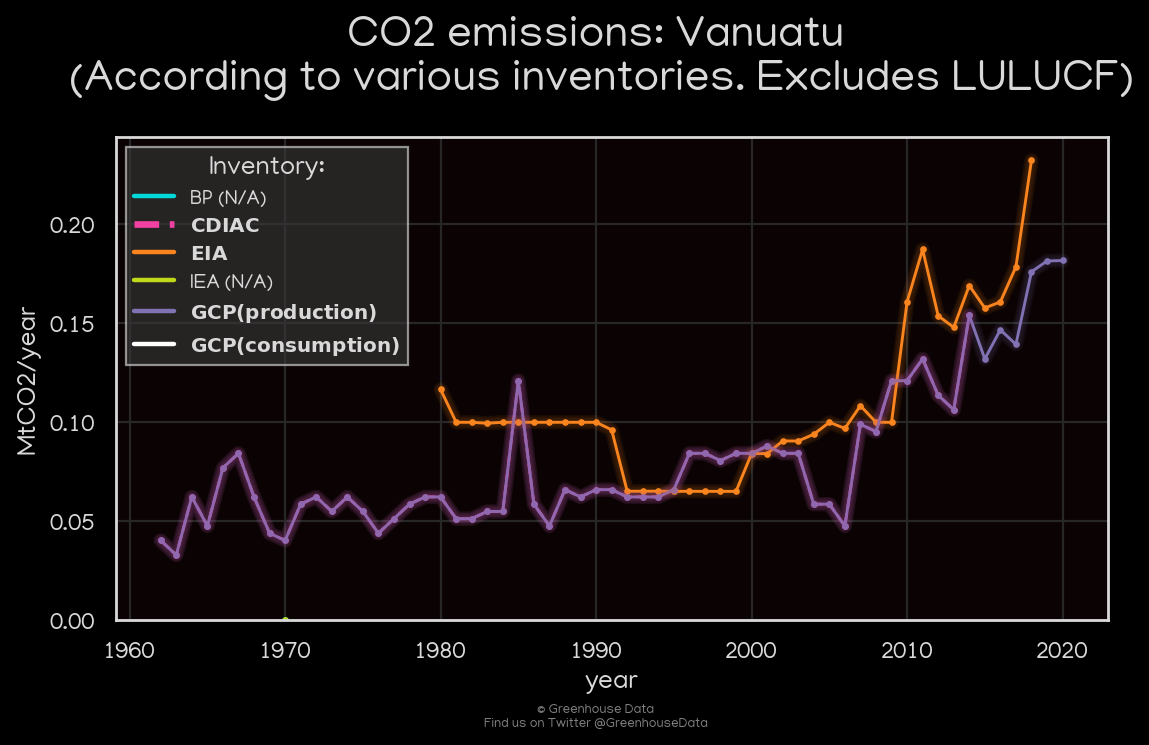 CO2 emissions: Vanuatu
(According to various inventories. Excludes LULUCF)
Inventory:
BP (N/A)
CDIAC
EIA
IEA (N/A)
GCP(production)
GCP(consumption)
MtCO2/year
0.20
0.15
0.10
0.05
0.00
1960 1970 1980 1990 2000 2010 2020
year
© Greenhouse Data
Find us on Twitter @GreenhouseData